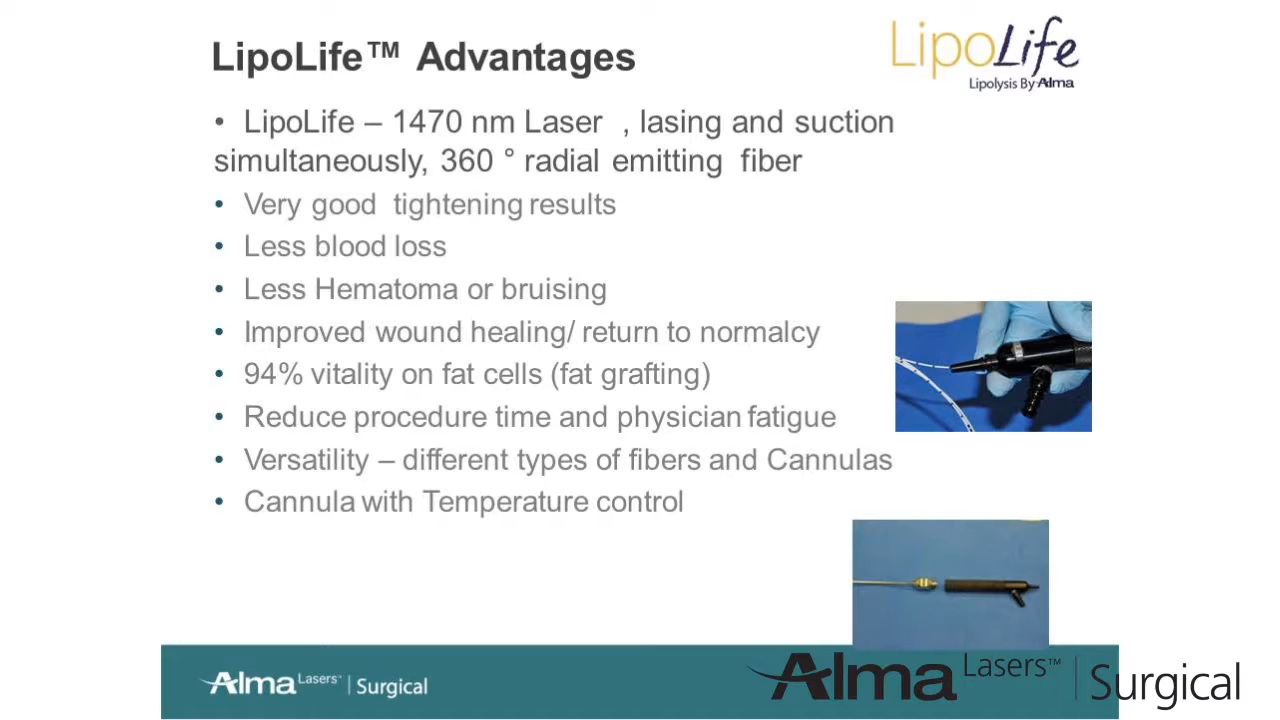 LipoLife™ Advantages
LipoLife
Lipolysis By Alma
• LipoLife – 1470 nm Laser , lasing and suction
simultaneously, 360 ° radial emitting fiber
• Very good tightening results
• Less blood loss
• Less Hematoma or bruising
• Improved wound healing/ return to normalcy
• 94% vitality on fat cells (fat grafting)
• Reduce procedure time and physician fatigue
• Versatility – different types of fibers and Cannulas
• Cannula with Temperature control
Alma Lasers™ | Surgical
Alma Lasers™ | Surgical